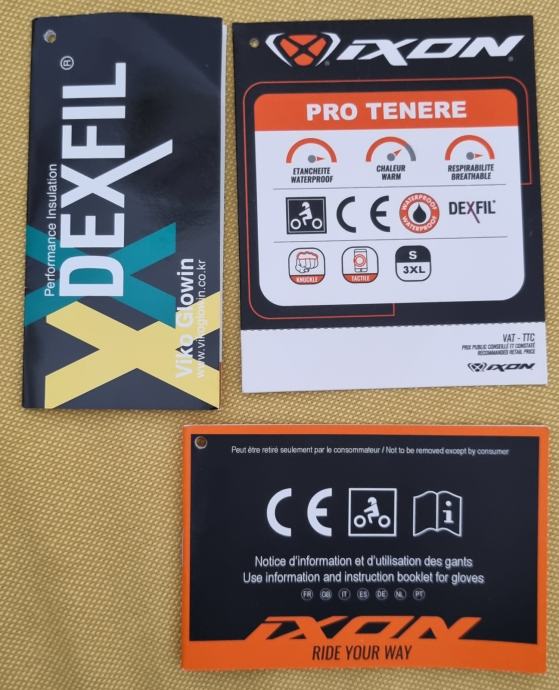 Performance Insulation
DEXFIL®
Viko Glowin
www.vikoglowin.co.kr
iXON®
PRO TENERE
ETANCHEITE
WATERPROOF
CHALEUR
WARM
RESPIRABILITE
BREATHABLE
CE
WATERPROOF
WATERPROOF
DEXFIL®
KNUCKLE
TACTILE
S
3XL
VAT - TTC
PRIX PUBLIC CONSEILLE TT CONSTATÉ
RECOMMANDED RETAIL PRICE
iXON
Peut être retiré seulement par le consommateur / Not to be removed except by consumer
CE
i
Notice d'information et d'utilisation des gants
Use information and instruction booklet for gloves
FR GB IT ES DE NL PT
iXON
RIDE YOUR WAY